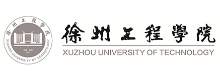 徐州工程學院
XUZHOU UNIVERSITY OF TECHNOLOGY